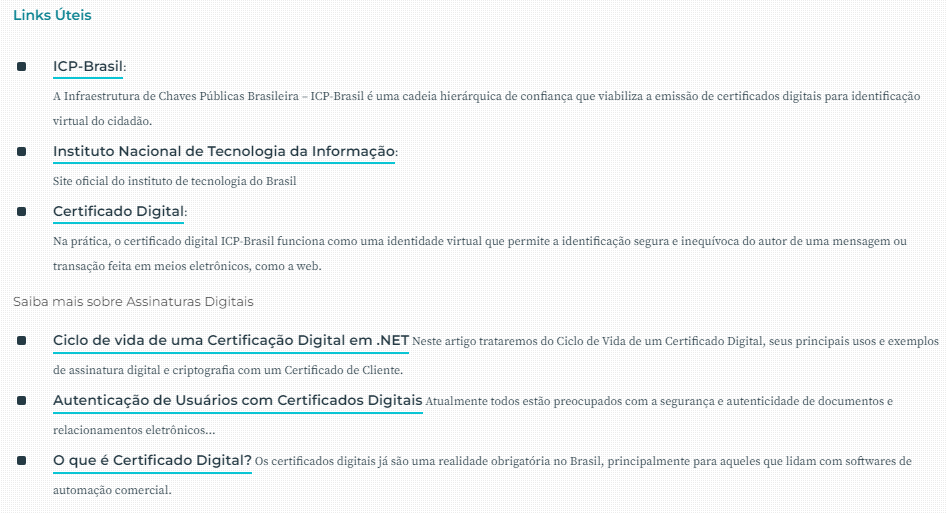 Links Úteis
ICP-Brasil:
A Infraestrutura de Chaves Públicas Brasileira – ICP-Brasil é uma cadeia hierárquica de confiança que viabiliza a emissão de certificados digitais para identificação
virtual do cidadão.
Instituto Nacional de Tecnologia da Informação:
Site oficial do instituto de tecnologia do Brasil
Certificado Digital:
Na prática, o certificado digital ICP-Brasil funciona como uma identidade virtual que permite a identificação segura e inequívoca do autor de uma mensagem ou
transação feita em meios eletrônicos, como a web.
Saiba mais sobre Assinaturas Digitais
Ciclo de vida de uma Certificação Digital em .NET Neste artigo trataremos do Ciclo de Vida de um Certificado Digital, seus principais usos e exemplos
de assinatura digital e criptografia com um Certificado de Cliente.
Autenticação de Usuários com Certificados Digitais Atualmente todos estão preocupados com a segurança e autenticidade de documentos e
relacionamentos eletrônicos...
O que é Certificado Digital? Os certificados digitais já são uma realidade obrigatória no Brasil, principalmente para aqueles que lidam com softwares de
automação comercial.